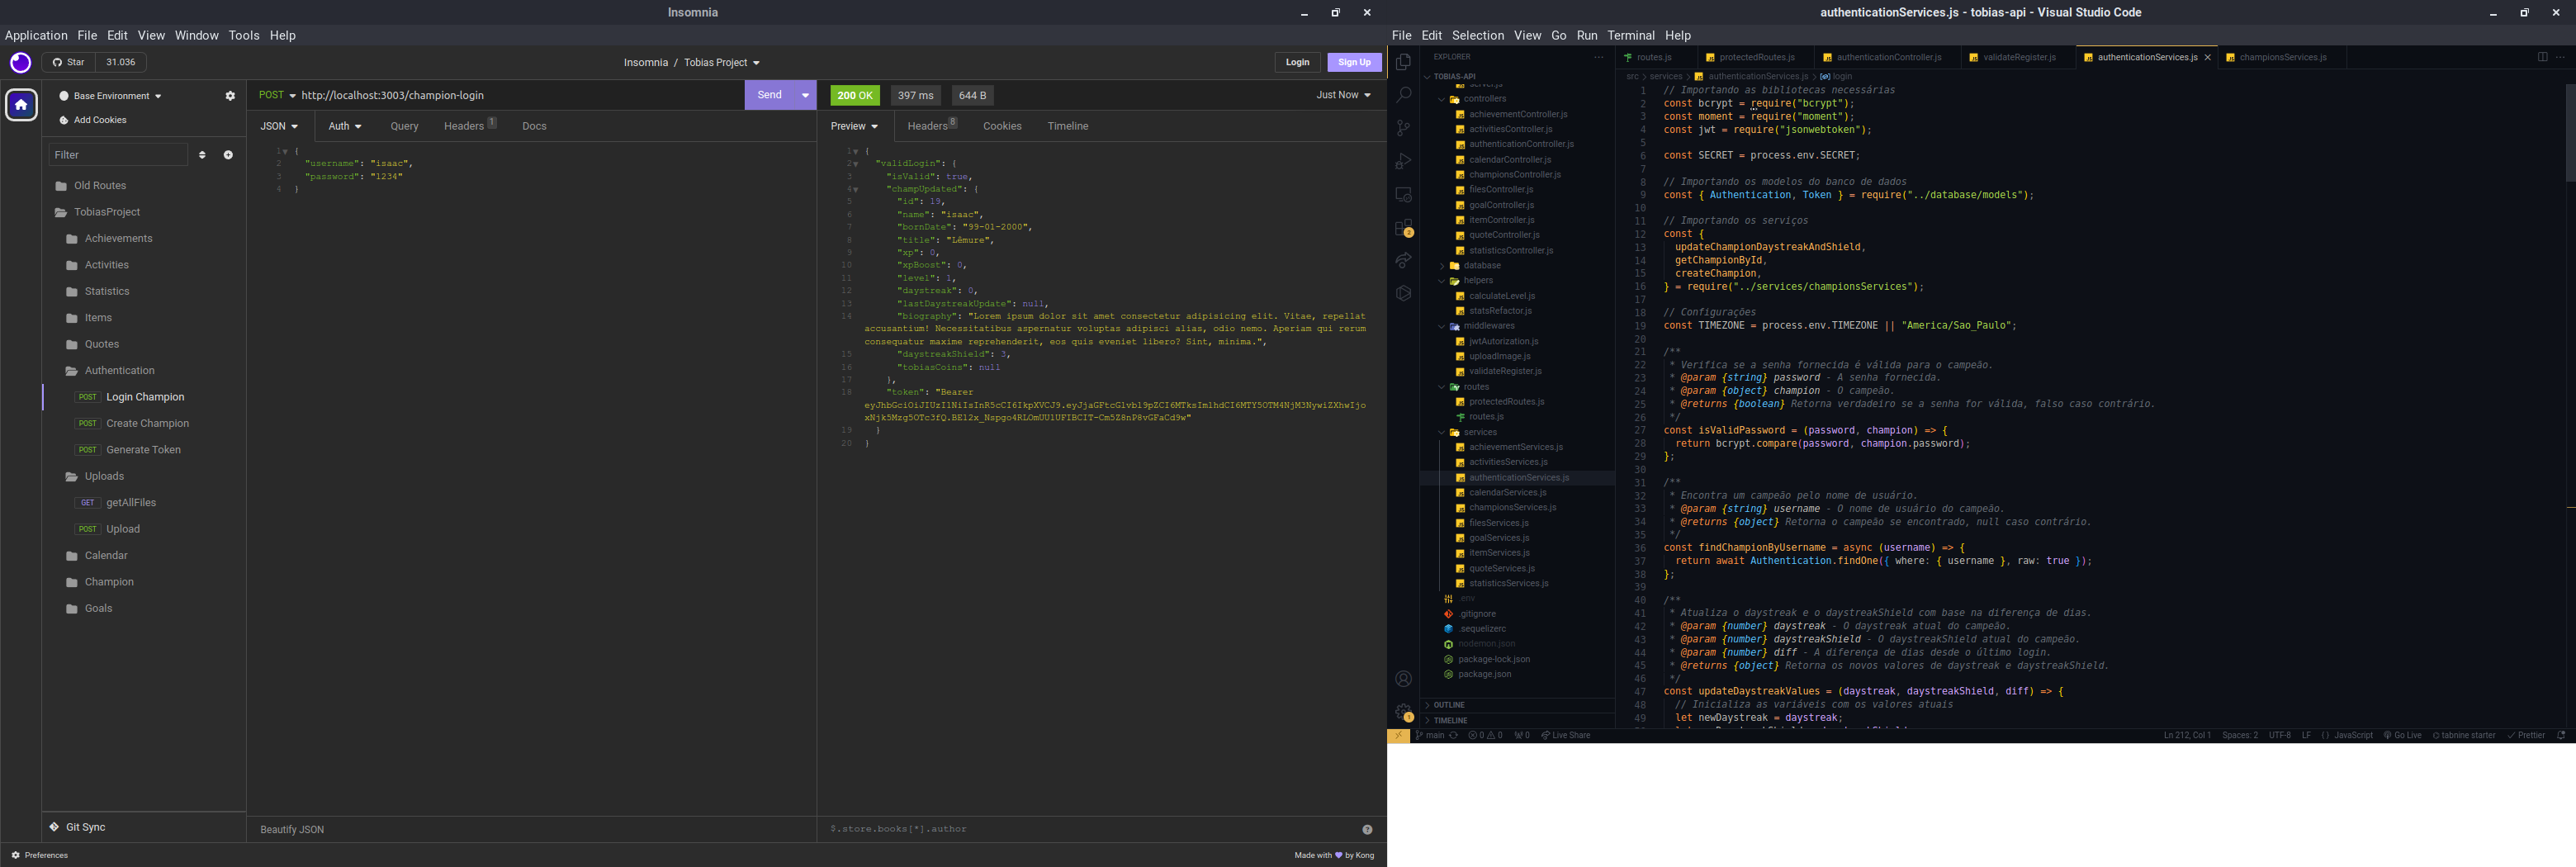 Insomnia
Application File Edit View Window Tools Help
Star 31.036
Insomnia / Tobias Project
Login Sign Up
Base Environment
Add Cookies
Filter
Old Routes
TobiasProject
Achievements
Activities
Statistics
Items
Quotes
Authentication
POST Login Champion
POST Create Champion
POST Generate Token
Uploads
GET getAllFiles
POST Upload
Calendar
Champion
Goals
Git Sync
Preferences
POST http://localhost:3003/champion-login
Send
JSON Auth Query Headers 1 Docs
1 {
2 "username": "isaac",
3 "password": "1234"
4 }
Beautify JSON
200 OK 397 ms 644 B
Just Now
Preview Headers 8 Cookies Timeline
1 {
2 "validLogin": {
3 "isValid": true,
4 "champUpdated": {
5 "id": 19,
6 "name": "isaac",
7 "bornDate": "99-01-2000",
8 "title": "Lêmure",
9 "xp": 0,
10 "xpBoost": 0,
11 "level": 1,
12 "daystreak": 0,
13 "lastDaystreakUpdate": null,
14 "biography": "Lorem ipsum dolor sit amet consectetur adipisicing elit. Vitae, repellat
accusantium! Necessitatibus aspernatur voluptas adipisci alias, odio nemo. Aperiam qui rerum
consequatur maxime reprehenderit, eos quis eveniet libero? Sint, minima.",
15 "daystreakShield": 3,
16 "tobiasCoins": null
17 },
18 "token": "Bearer
19 }
20 }
$.store.books[*].author
Made with by Kong
authenticationServices.js - tobias-api - Visual Studio Code
File Edit Selection View Go Run Terminal Help
EXPLORER
TOBIAS-API
server.js
controllers
achievementController.js
activitiesController.js
authenticationController.js
calendarController.js
championsController.js
filesController.js
goalController.js
itemController.js
quoteController.js
statisticsController.js
database
helpers
calculateLevel.js
statsRefactor.js
middlewares
jwtAutorization.js
uploadImage.js
validateRegister.js
routes
protectedRoutes.js
routes.js
services
achievementServices.js
activitiesServices.js
authenticationServices.js
calendarServices.js
championsServices.js
filesServices.js
goalServices.js
itemServices.js
quoteServices.js
statisticsServices.js
.env
.gitignore
.sequelizerc
nodemon.json
package-lock.json
package.json
OUTLINE
TIMELINE
2
1
routes.js protectedRoutes.js authenticationController.js validateRegister.js authenticationServices.js championsServices.js
src > services > authenticationServices.js > login
1 // Importando as bibliotecas necessárias
2 const bcrypt = require("bcrypt");
3 const moment = require("moment");
4 const jwt = require("jsonwebtoken");
5
6 const SECRET = process.env.SECRET;
7
8 // Importando os modelos do banco de dados
9 const { Authentication, Token } = require("../database/models");
10
11 // Importando os serviços
12 const {
13 updateChampionDaystreakAndShield,
14 getChampionById,
15 createChampion,
16 } = require("../services/championsServices");
17
18 // Configurações
19 const TIMEZONE = process.env.TIMEZONE || "America/Sao_Paulo";
20
21 /**
22 * Verifica se a senha fornecida é válida para o campeão.
23 * @param {string} password - A senha fornecida.
24 * @param {object} champion - O campeão.
25 * @returns {boolean} Retorna verdadeiro se a senha for válida, falso caso contrário.
26 */
27 const isValidPassword = (password, champion) => {
28 return bcrypt.compare(password, champion.password);
29 };
30
31 /**
32 * Encontra um campeão pelo nome de usuário.
33 * @param {string} username - O nome de usuário do campeão.
34 * @returns {object} Retorna o campeão se encontrado, null caso contrário.
35 */
36 const findChampionByUsername = async (username) => {
37 return await Authentication.findOne({ where: { username }, raw: true });
38 };
39
40 /**
41 * Atualiza o daystreak e o daystreakShield com base na diferença de dias.
42 * @param {number} daystreak - O daystreak atual do campeão.
43 * @param {number} daystreakShield - O daystreakShield atual do campeão.
44 * @param {number} diff - A diferença de dias desde o último login.
45 * @returns {object} Retorna os novos valores de daystreak e daystreakShield.
46 */
47 const updateDaystreakValues = (daystreak, daystreakShield, diff) => {
48 // Inicializa as variáveis com os valores atuais
49 let newDaystreak = daystreak;
main 0 0 0 Live Share
Ln 212, Col 1 Spaces: 2 UTF-8 LF {} JavaScript Go Live tabnine starter Prettier